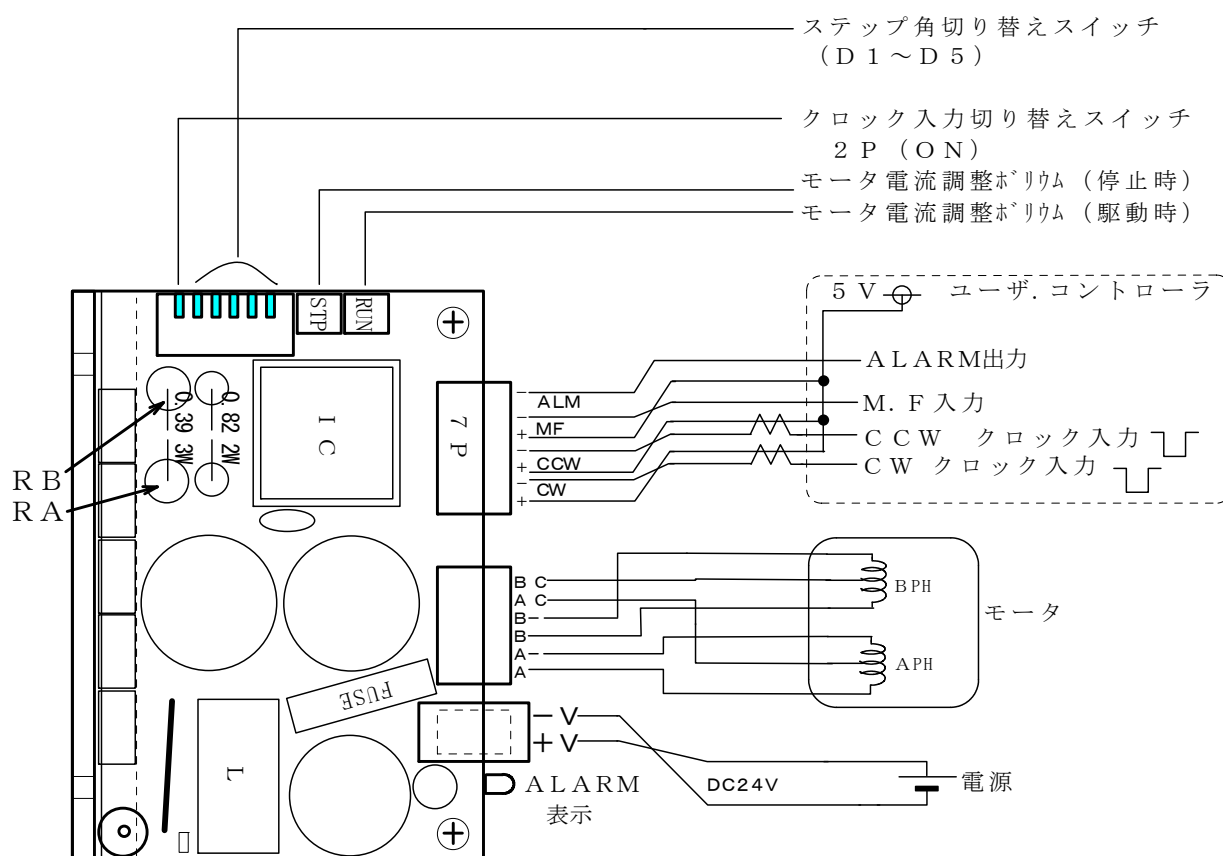 ステップ角切り替えスイッチ
（Ｄ１～Ｄ５）
クロック入力切り替えスイッチ
２Ｐ（ＯＮ）
モータ電流調整ﾎﾞﾘｳﾑ（停止時）
モータ電流調整ﾎﾞﾘｳﾑ（駆動時）
STP
RUN
５Ｖ
ユーザ.コントローラ
ALARM出力
M.F入力
CCW クロック入力
CW クロック入力
0.39 3W
0.82 2W
IC
7P
－
ALM
－
+ MF
－
+ CCW
－
+ CW
RB
RA
B C
A C
B-
B
A-
A
BPH
APH
モータ
FUSE
L
－V
＋V
DC24V
電源
ALARM
表示